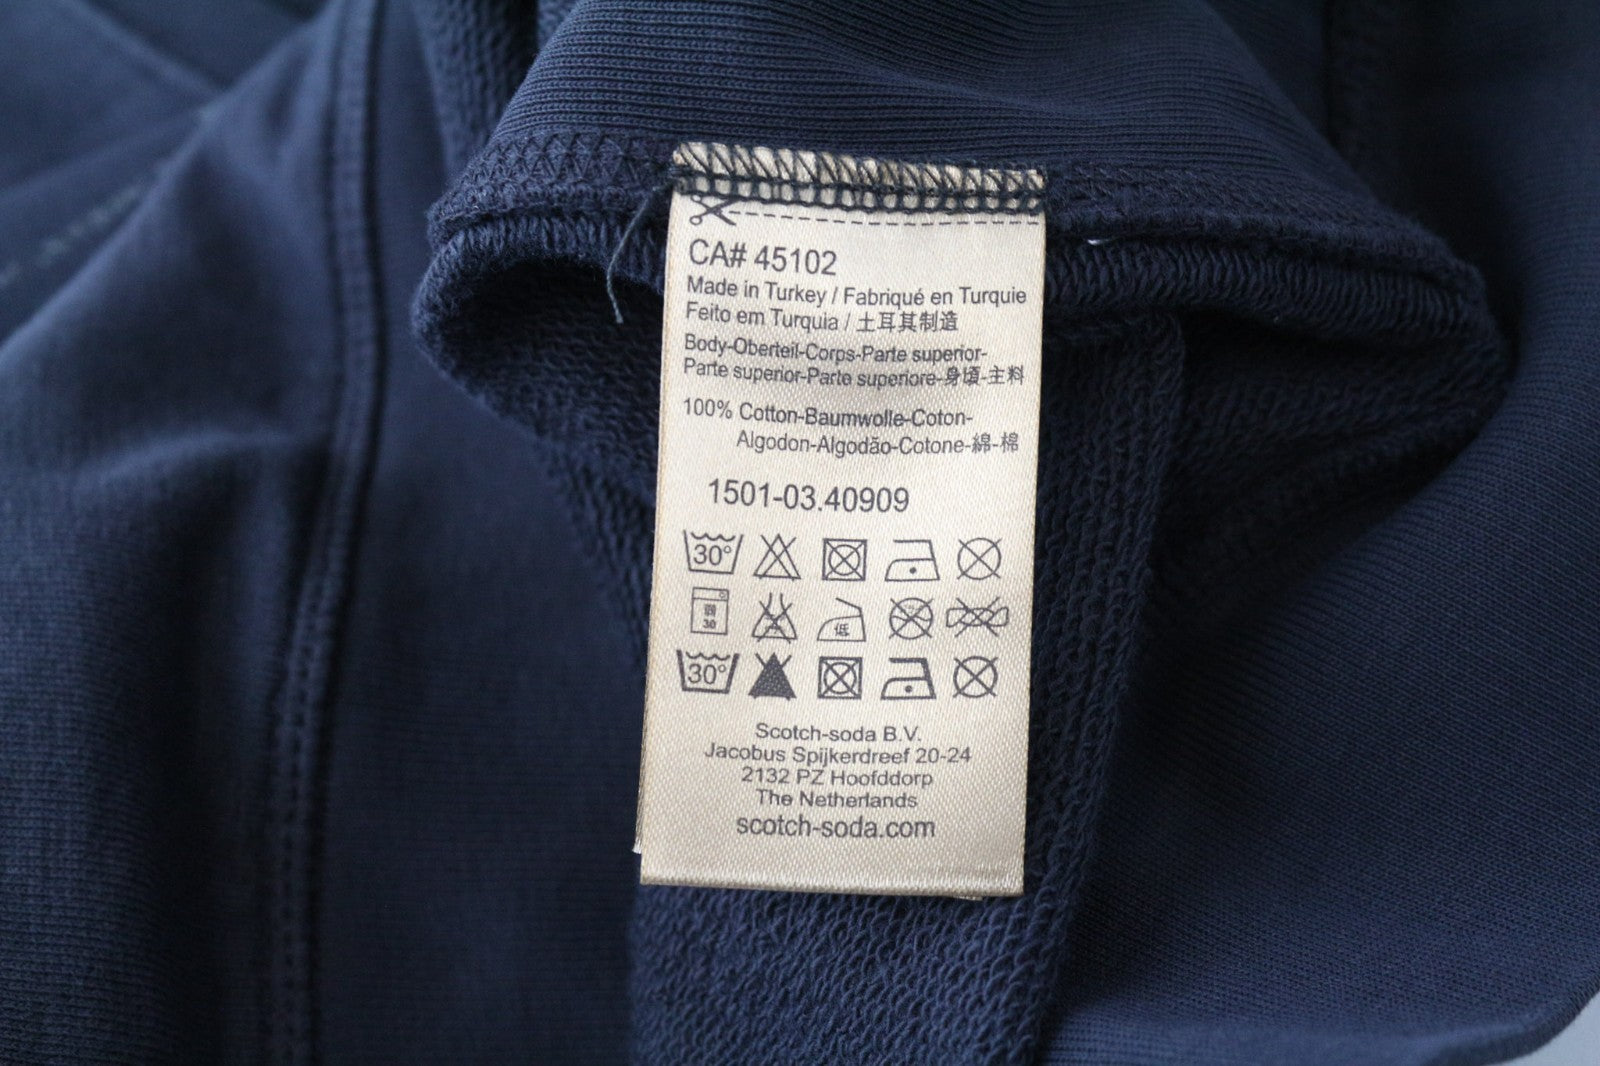 CA# 45102
Made in Turkey / Fabriqué en Turquie
Feito em Turquia / 土耳其制造
Body-Oberteil-Corps-Parte superior-
Parte superior-Parte superiore-身頃-主料
100% Cotton-Baumwolle-Coton-
Algodon-Algodão-Cotone-綿-棉
1501-03.40909
30°
弱
30
低
30°
Scotch-soda B.V.
Jacobus Spijkerdreef 20-24
2132 PZ Hoofddorp
The Netherlands
scotch-soda.com